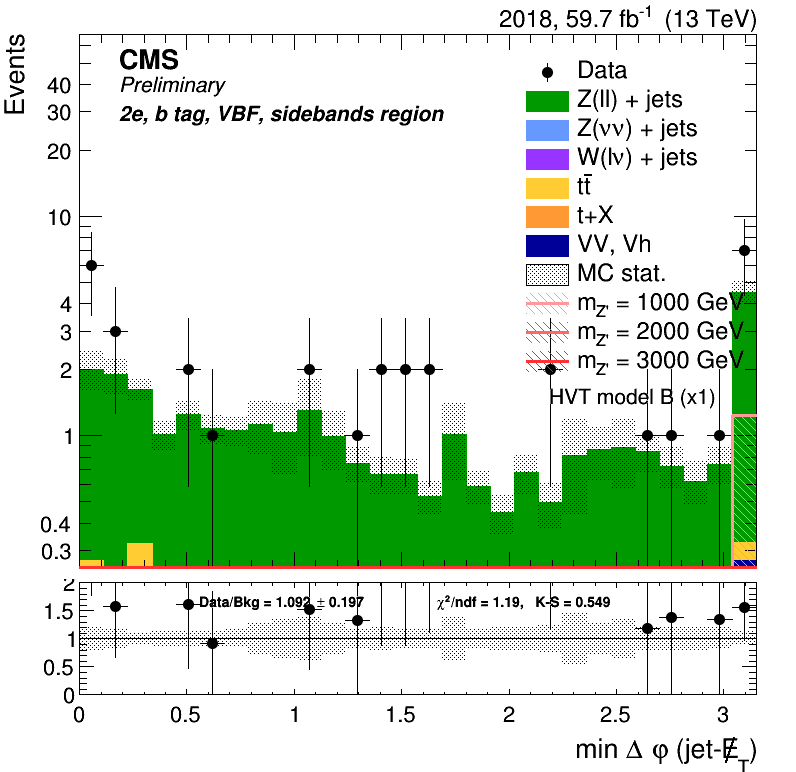 2018, 59.7 fb⁻¹ (13 TeV)
CMS
Preliminary
2e, b tag, VBF, sidebands region
Events
Data
Z(ll) + jets
Z(νν) + jets
W(lν) + jets
tt̄
t+X
VV, Vh
MC stat.
m_Z' = 1000 GeV
m_Z' = 2000 GeV
m_Z' = 3000 GeV
HVT model B (x1)
40
30
20
10
4
3
2
1
0.4
0.3
Data/Bkg = 1.092 ± 0.197
χ²/ndf = 1.19, K-S = 0.549
2
1.5
1
0.5
0
0 0.5 1 1.5 2 2.5 3
min Δ φ (jet-E̸_T)